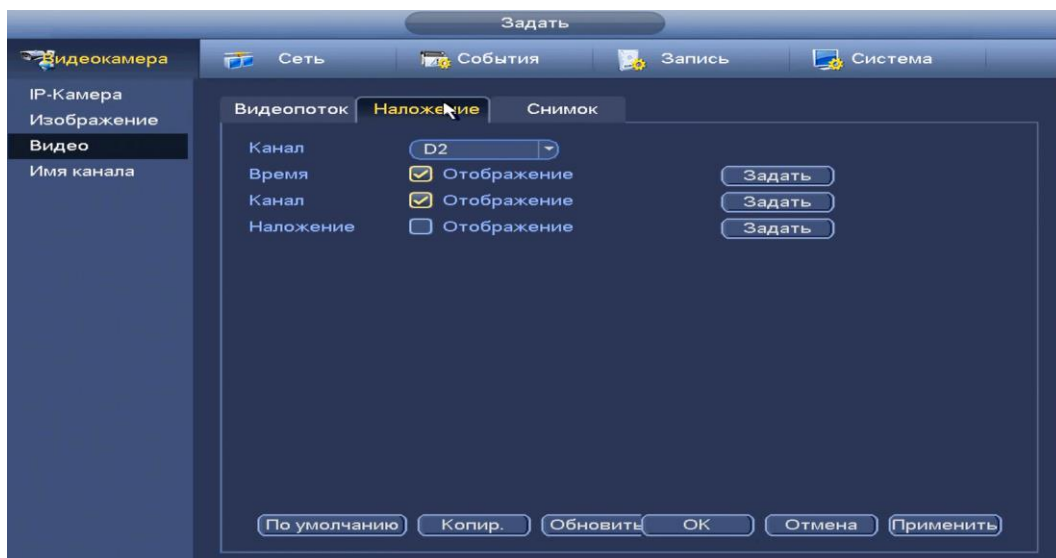 Задать
Видеокамера Сеть События Запись Система
IP-Камера
Изображение
Видео
Имя канала
Видеопоток Наложение Снимок
Канал D2
Время Отображение Задать
Канал Отображение Задать
Наложение Отображение Задать
По умолчанию Копир. Обновить ОК Отмена Применить